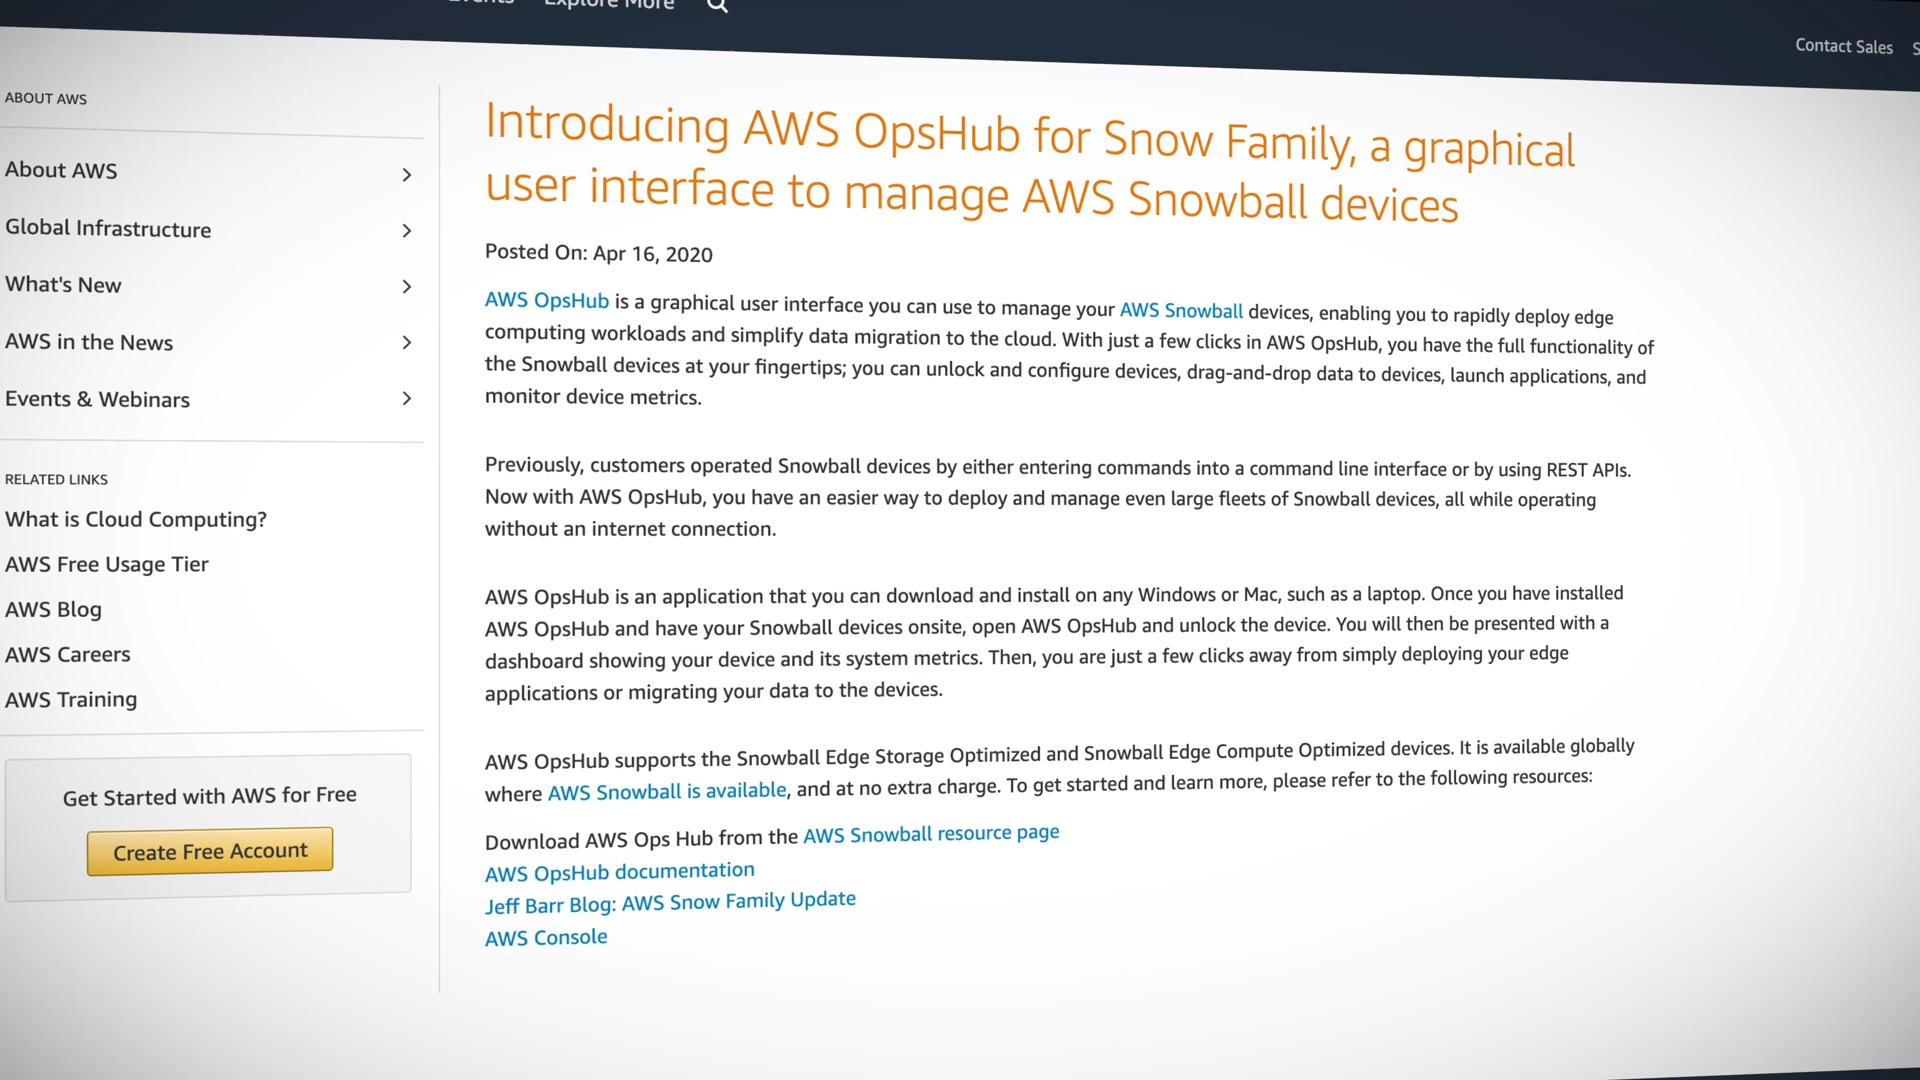 Explore More
Contact Sales
ABOUT AWS
About AWS
Global Infrastructure
What's New
AWS in the News
Events & Webinars
RELATED LINKS
What is Cloud Computing?
AWS Free Usage Tier
AWS Blog
AWS Careers
AWS Training
Get Started with AWS for Free
Create Free Account
Introducing AWS OpsHub for Snow Family, a graphical
user interface to manage AWS Snowball devices
Posted On: Apr 16, 2020
AWS OpsHub is a graphical user interface you can use to manage your AWS Snowball devices, enabling you to rapidly deploy edge
computing workloads and simplify data migration to the cloud. With just a few clicks in AWS OpsHub, you have the full functionality of
the Snowball devices at your fingertips; you can unlock and configure devices, drag-and-drop data to devices, launch applications, and
monitor device metrics.
Previously, customers operated Snowball devices by either entering commands into a command line interface or by using REST APIs.
Now with AWS OpsHub, you have an easier way to deploy and manage even large fleets of Snowball devices, all while operating
without an internet connection.
AWS OpsHub is an application that you can download and install on any Windows or Mac, such as a laptop. Once you have installed
AWS OpsHub and have your Snowball devices onsite, open AWS OpsHub and unlock the device. You will then be presented with a
dashboard showing your device and its system metrics. Then, you are just a few clicks away from simply deploying your edge
applications or migrating your data to the devices.
AWS OpsHub supports the Snowball Edge Storage Optimized and Snowball Edge Compute Optimized devices. It is available globally
where AWS Snowball is available, and at no extra charge. To get started and learn more, please refer to the following resources:
Download AWS Ops Hub from the AWS Snowball resource page
AWS OpsHub documentation
Jeff Barr Blog: AWS Snow Family Update
AWS Console